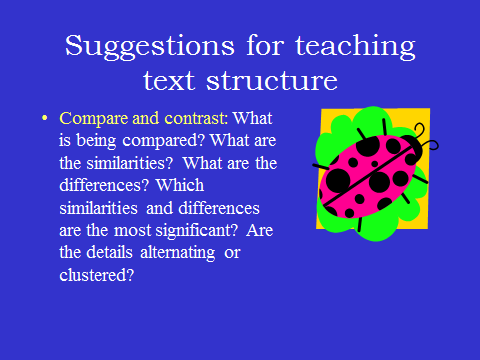 Suggestions for teaching
text structure
• Compare and contrast: What
is being compared? What are
the similarities? What are the
differences? Which
similarities and differences
are the most significant? Are
the details alternating or
clustered?